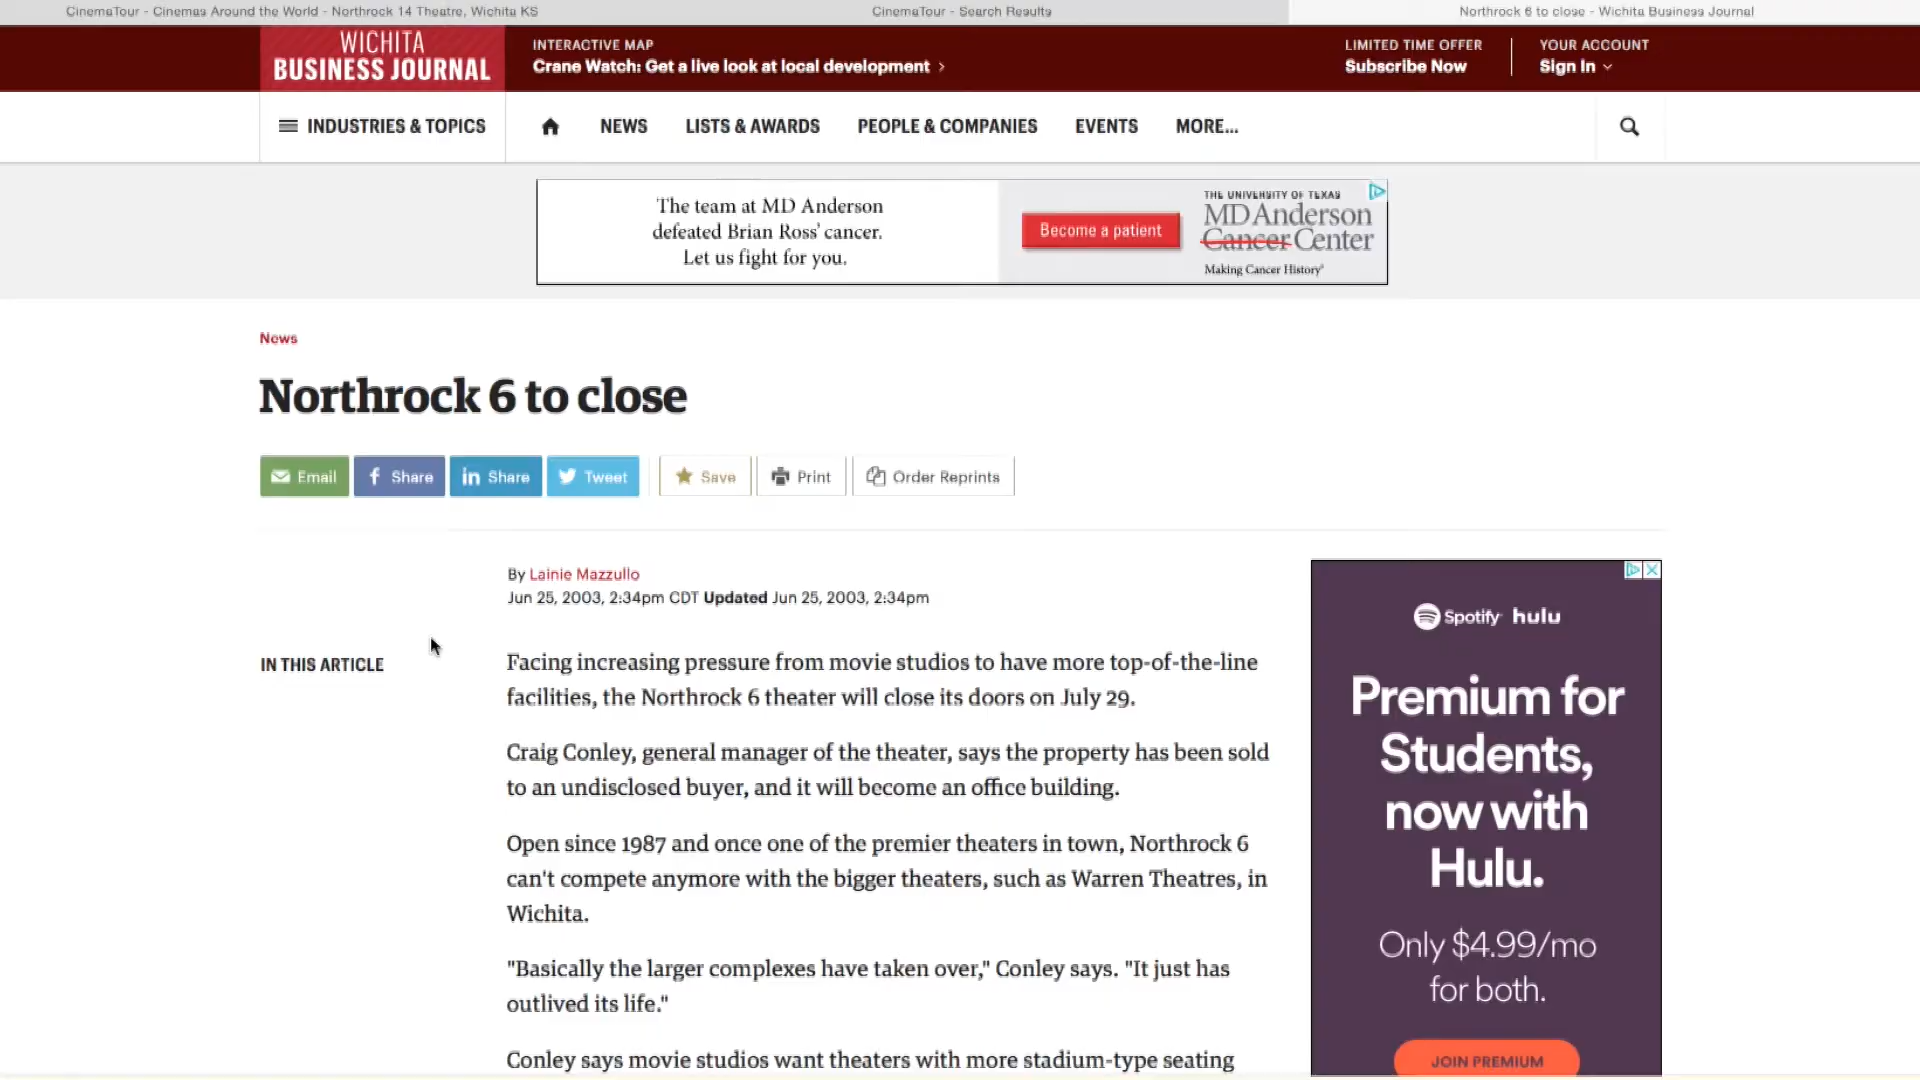 CinemaTour - Cinemas Around the World - Northrock 14 Theatre, Wichita KS
CinemaTour - Search Results
Northrock 6 to close - Wichita Business Journal
WICHITA
BUSINESS JOURNAL
INTERACTIVE MAP
Crane Watch: Get a live look at local development >
LIMITED TIME OFFER
Subscribe Now
YOUR ACCOUNT
Sign In
INDUSTRIES & TOPICS
NEWS
LISTS & AWARDS
PEOPLE & COMPANIES
EVENTS
MORE...
The team at MD Anderson
defeated Brian Ross' cancer.
Let us fight for you.
Become a patient
THE UNIVERSITY OF TEXAS
MD Anderson
Cancer Center
Making Cancer History®
News
Northrock 6 to close
Email
Share
Share
Tweet
Save
Print
Order Reprints
By Lainie Mazzullo
Jun 25, 2003, 2:34pm CDT Updated Jun 25, 2003, 2:34pm
IN THIS ARTICLE
Facing increasing pressure from movie studios to have more top-of-the-line
facilities, the Northrock 6 theater will close its doors on July 29.
Craig Conley, general manager of the theater, says the property has been sold
to an undisclosed buyer, and it will become an office building.
Open since 1987 and once one of the premier theaters in town, Northrock 6
can't compete anymore with the bigger theaters, such as Warren Theatres, in
Wichita.
"Basically the larger complexes have taken over," Conley says. "It just has
outlived its life."
Conley says movie studios want theaters with more stadium-type seating
Spotify hulu
Premium for
Students,
now with
Hulu.
Only $4.99/mo
for both.
JOIN PREMIUM